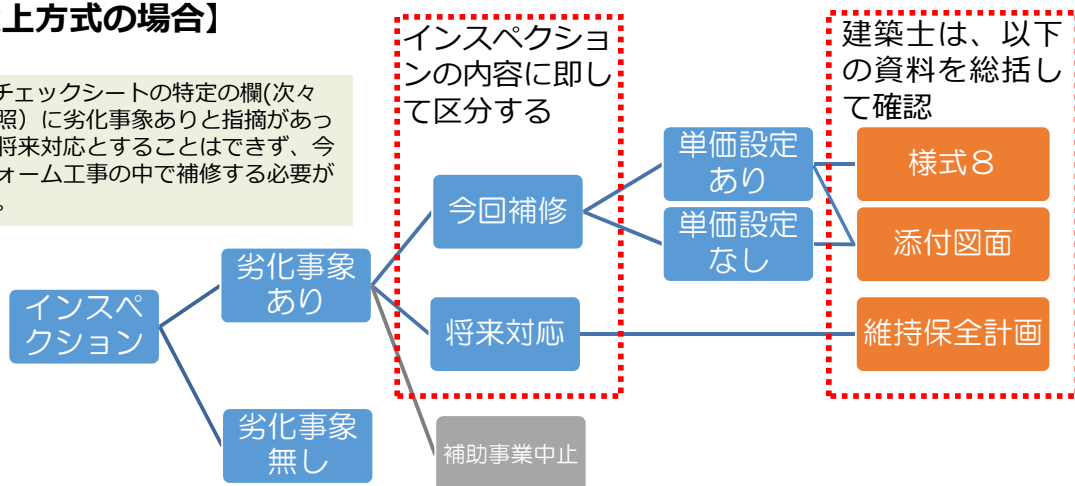 上方式の場合】
チェックシートの特定の欄(次々
照）に劣化事象ありと指摘があっ
将来対応とすることはできず、今
ォーム工事の中で補修する必要が
。
インスペクショ
ンの内容に即し
て区分する
建築士は、以下
の資料を総括し
て確認
インスペ
クション
劣化事象
あり
劣化事象
無し
今回補修
将来対応
補助事業中止
単価設定
あり
単価設定
なし
様式８
添付図面
維持保全計画